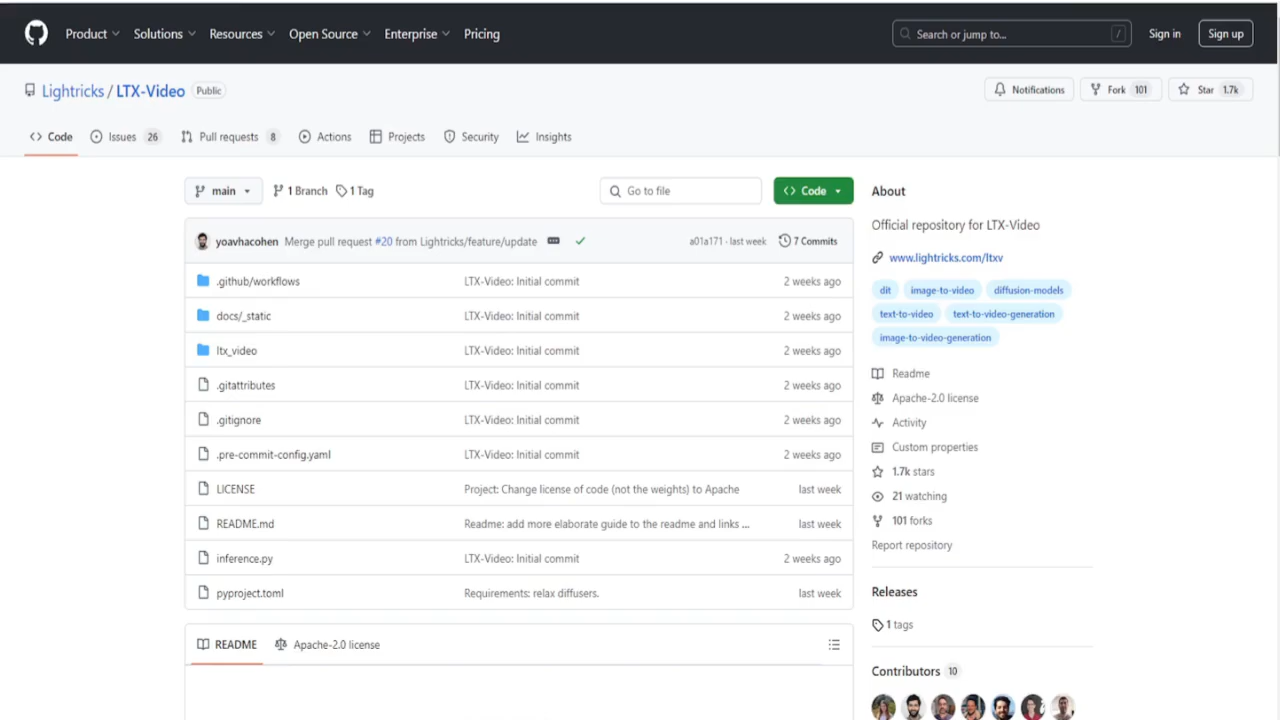 Product Solutions Resources Open Source Enterprise Pricing Search or jump to... / Sign in Sign up
Lightricks / LTX-Video Public Notifications Fork 101 Star 1.7k
Code Issues 26 Pull requests 8 Actions Projects Security Insights
main 1 Branch 1 Tag Go to file Code
yoavhacohen Merge pull request #20 from Lightricks/feature/update a01a171 · last week 7 Commits
.github/workflows LTX-Video: Initial commit 2 weeks ago
docs/_static LTX-Video: Initial commit 2 weeks ago
ltx_video LTX-Video: Initial commit 2 weeks ago
.gitattributes LTX-Video: Initial commit 2 weeks ago
.gitignore LTX-Video: Initial commit 2 weeks ago
.pre-commit-config.yaml LTX-Video: Initial commit 2 weeks ago
LICENSE Project: Change license of code (not the weights) to Apache last week
README.md Readme: add more elaborate guide to the readme and links ... last week
inference.py LTX-Video: Initial commit 2 weeks ago
pyproject.toml Requirements: relax diffusers. last week
README Apache-2.0 license
About
Official repository for LTX-Video
www.lightricks.com/ltxv
dit image-to-video diffusion-models
text-to-video text-to-video-generation
image-to-video-generation
Readme
Apache-2.0 license
Activity
Custom properties
1.7k stars
21 watching
101 forks
Report repository
Releases
1 tags
Contributors 10